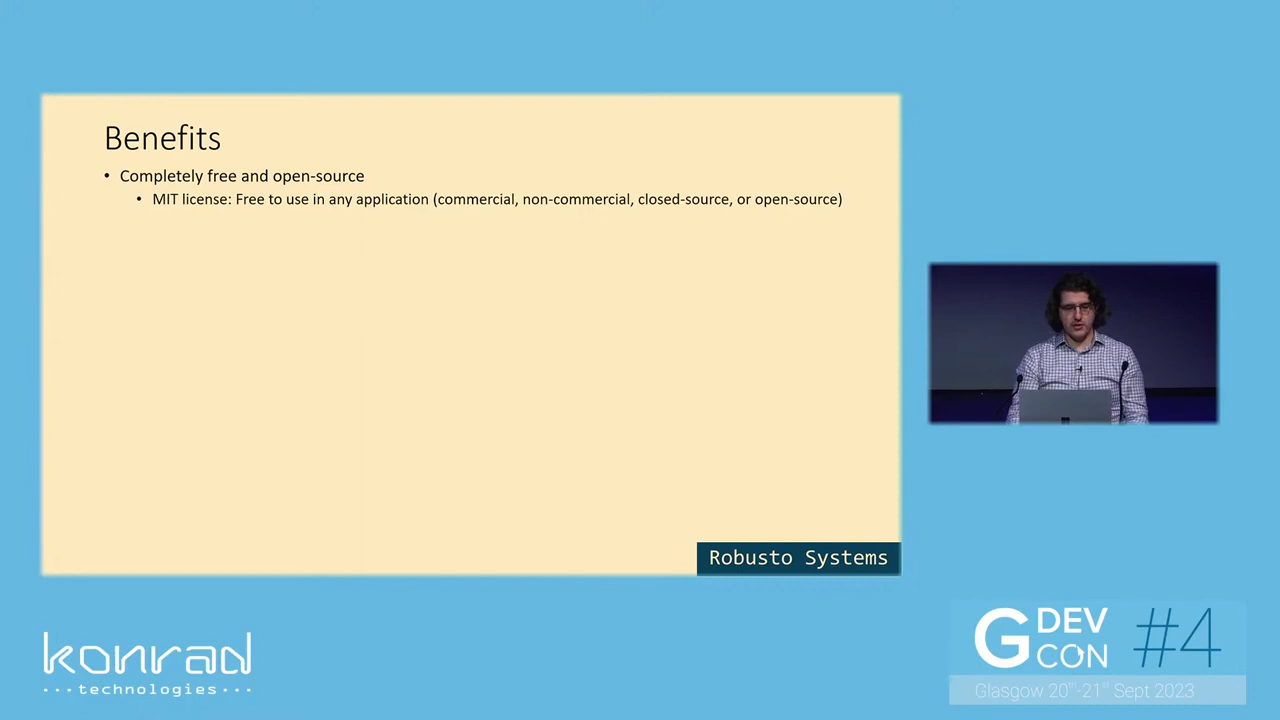 Benefits
• Completely free and open-source
• MIT license: Free to use in any application (commercial, non-commercial, closed-source, or open-source)
Robusto Systems
konrad
technologies
G DEV CON #4
Glasgow 20th-21st Sept 2023